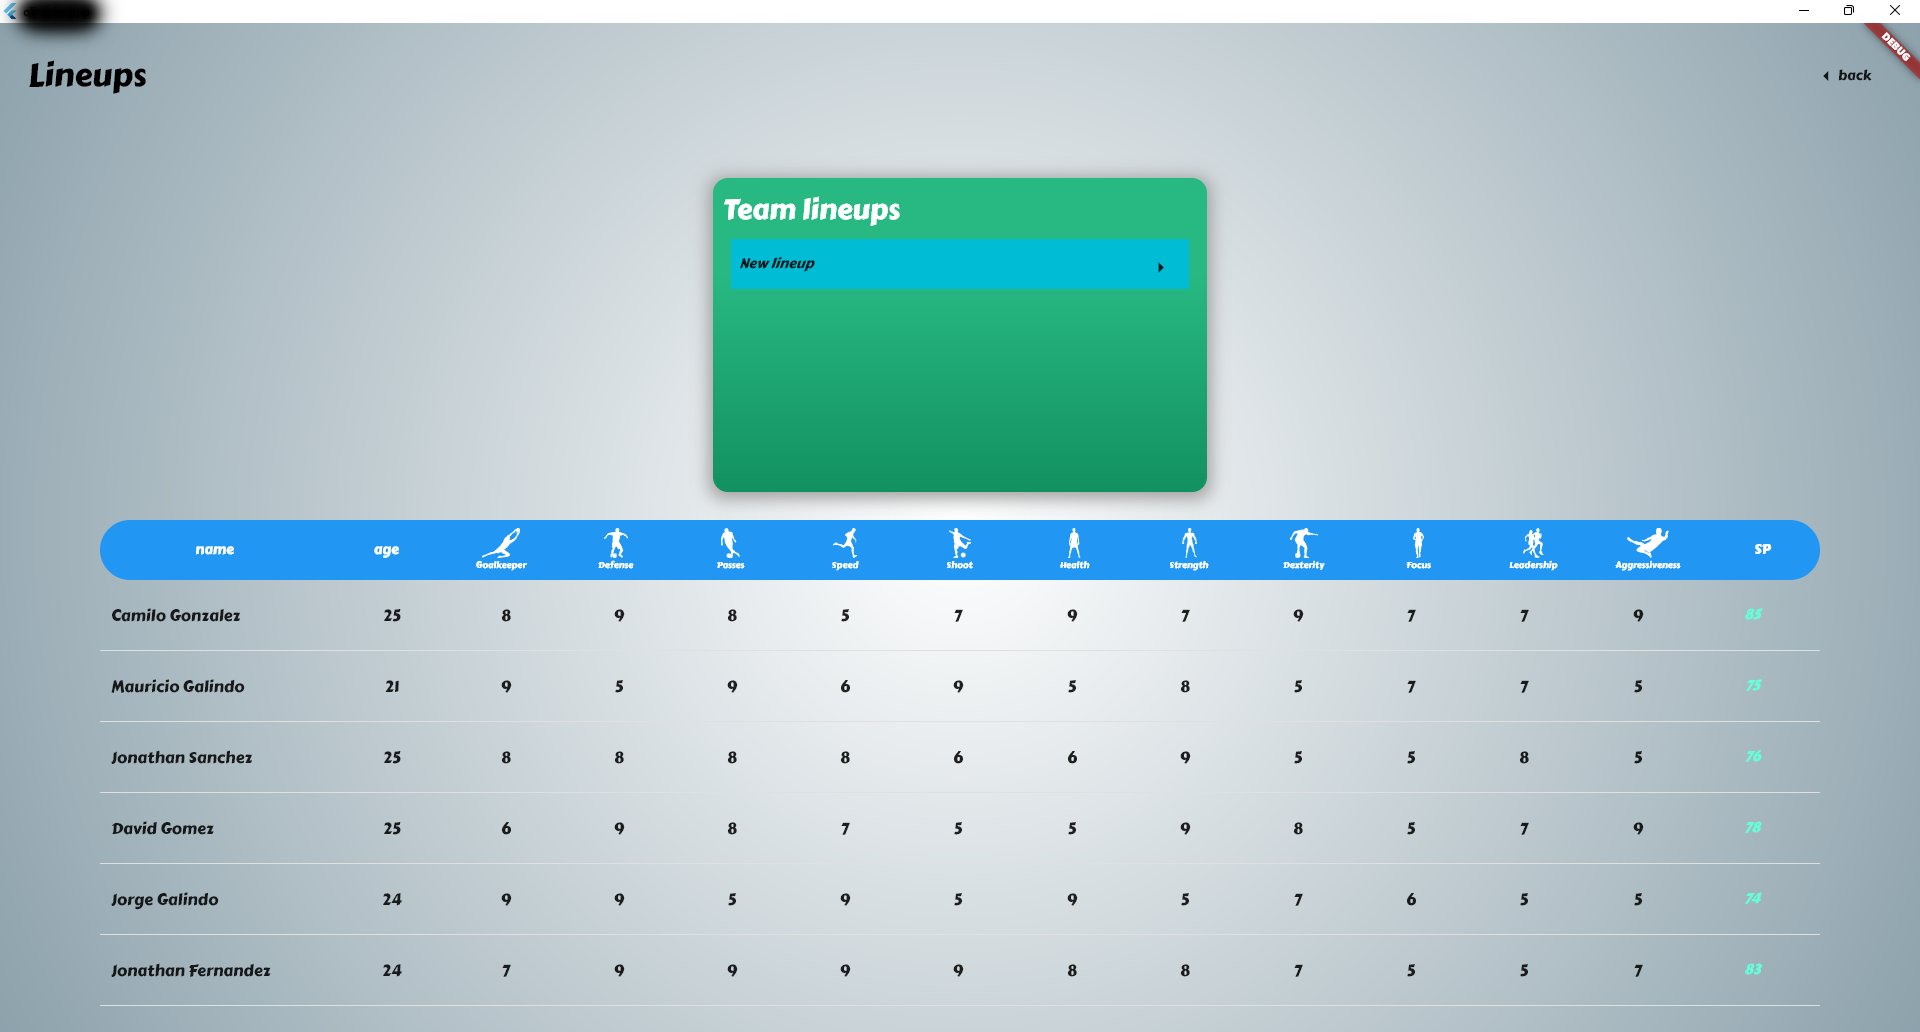 DEBUG
Lineups
back
Team lineups
New lineup
name age Goalkeeper Defense Passes Speed Shoot Health Strength Dexterity Focus Leadership Aggressiveness SP
Camilo Gonzalez 25 8 9 8 5 7 9 7 9 7 7 9 85
Mauricio Galindo 21 9 5 9 6 9 5 8 5 7 7 5 75
Jonathan Sanchez 25 8 8 8 8 6 6 9 5 5 8 5 76
David Gomez 25 6 9 8 7 5 5 9 8 5 7 9 78
Jorge Galindo 24 9 9 5 9 5 9 5 7 6 5 5 74
Jonathan Fernandez 24 7 9 9 9 9 8 8 7 5 5 7 83